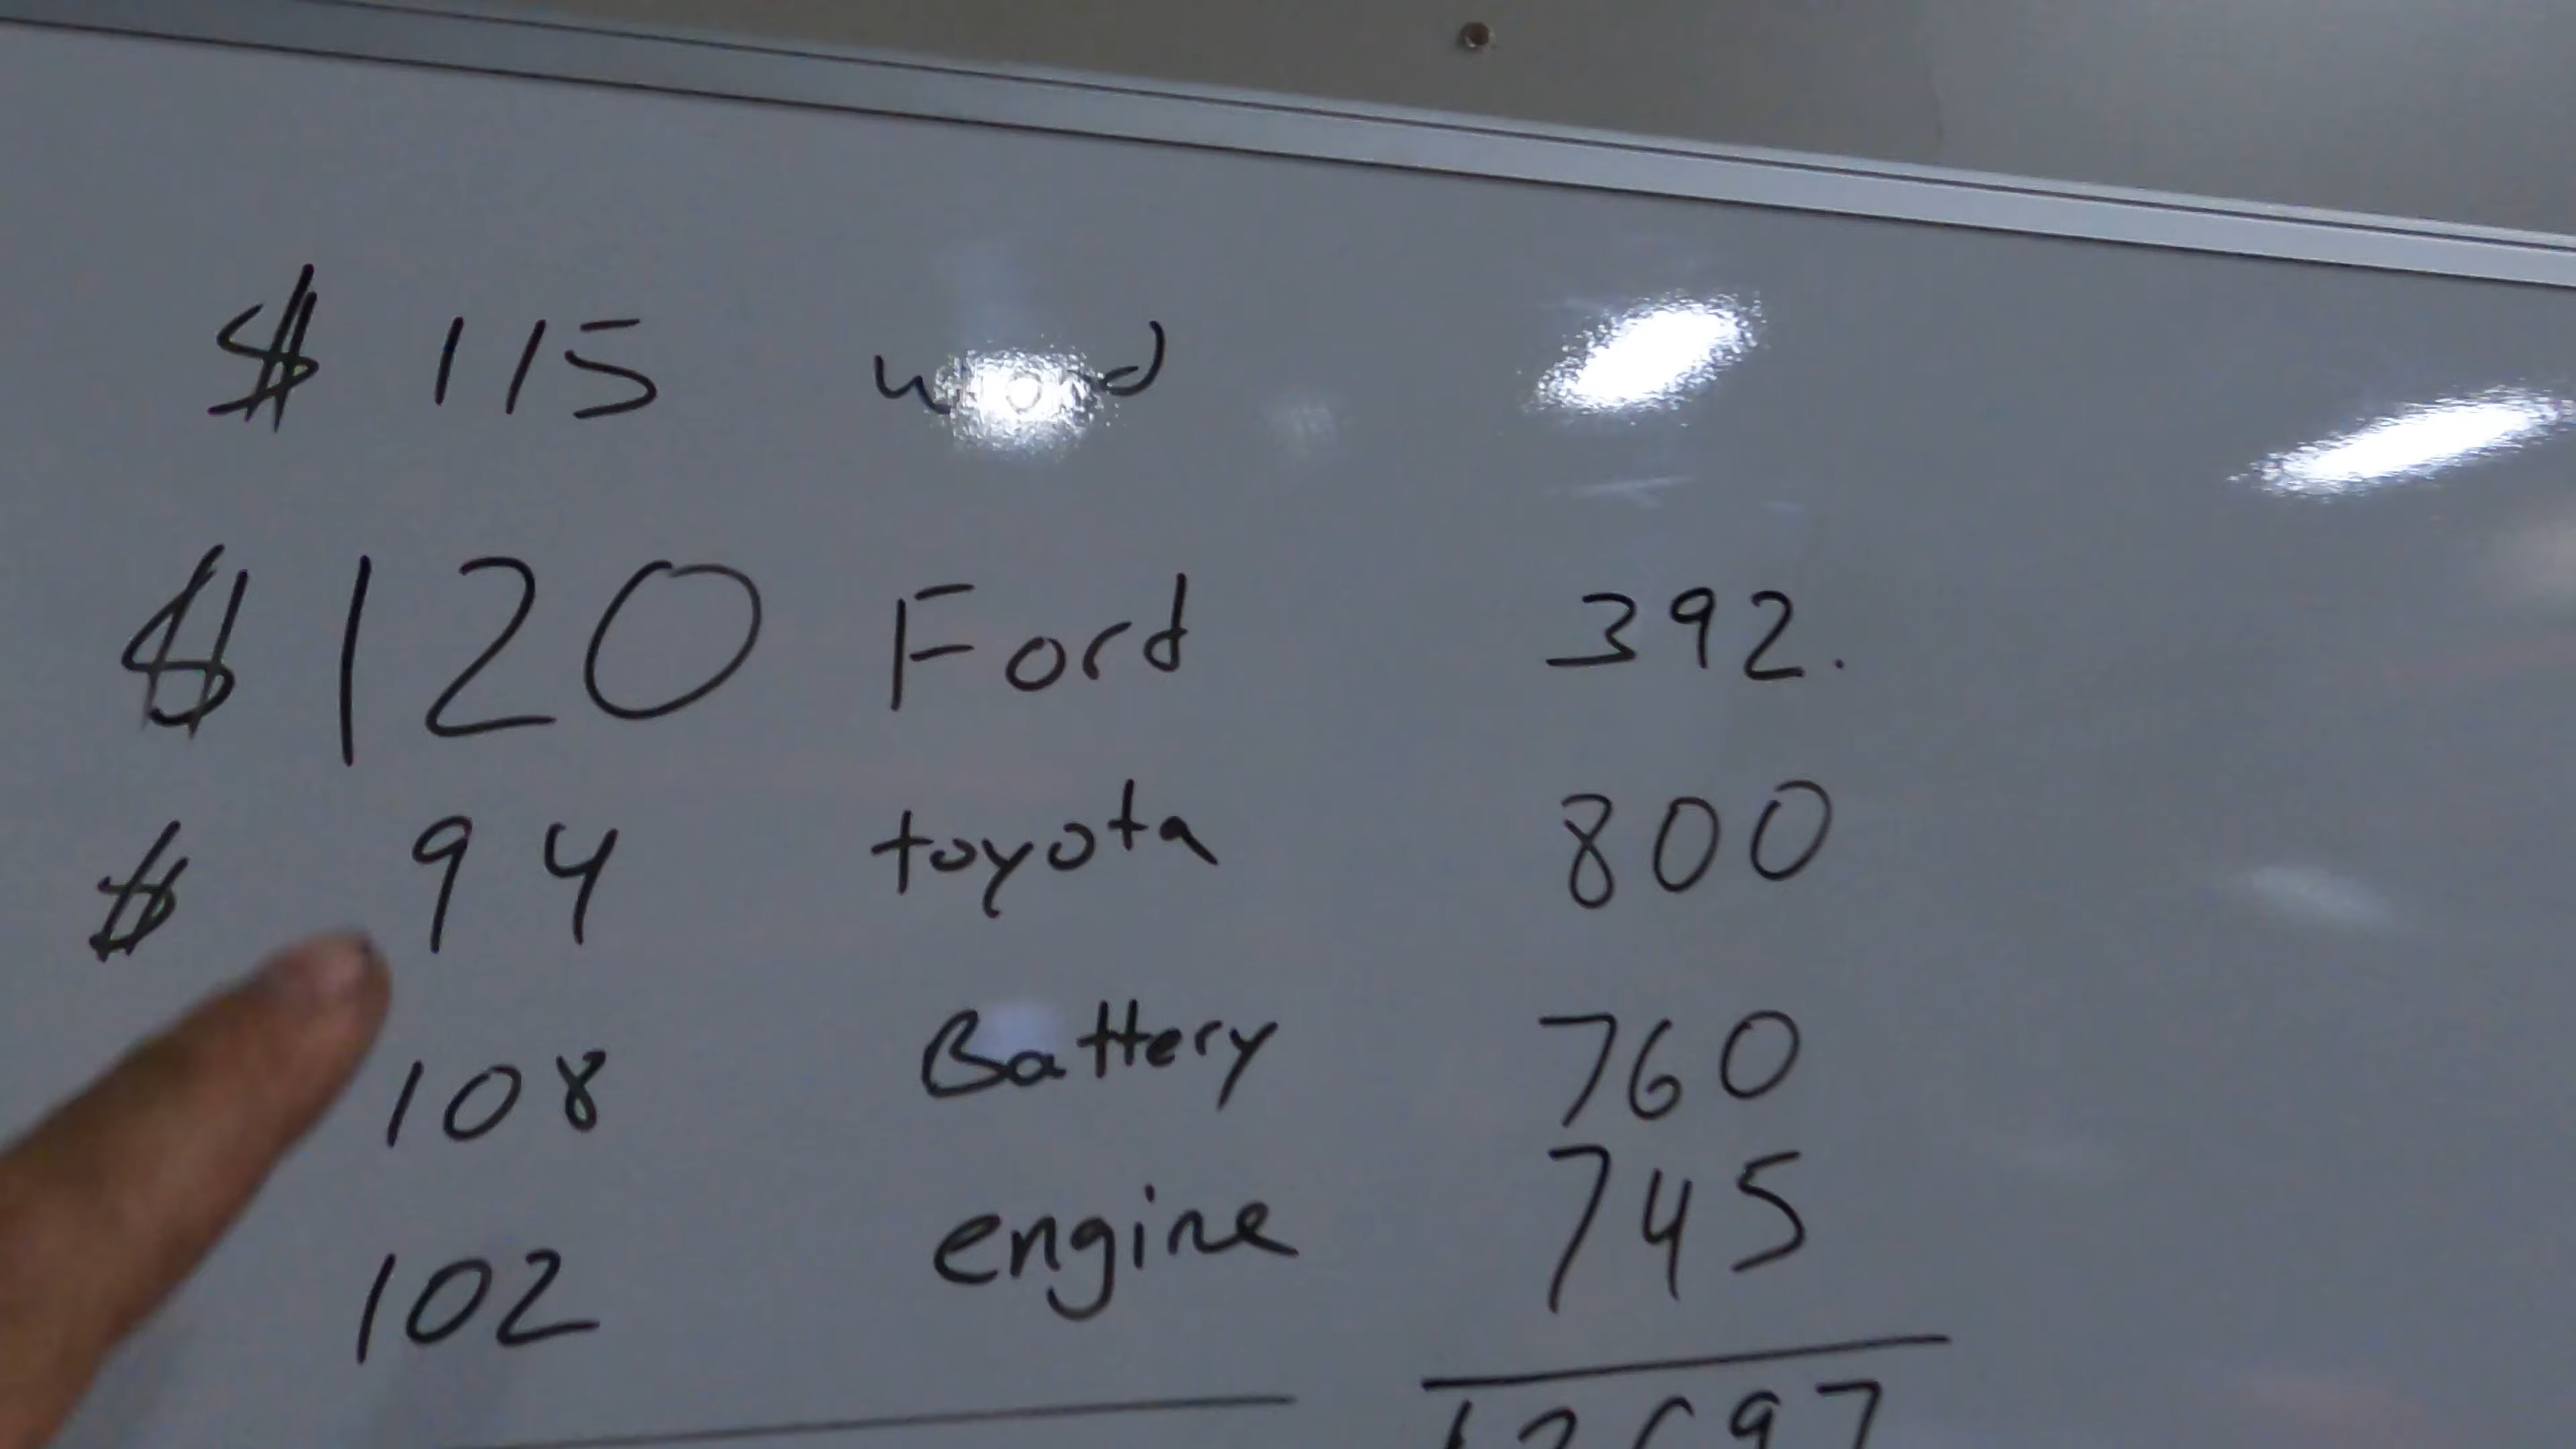 $ 115
$ 120 Ford 392.
$ 94 toyota 800
108 Battery 760
102 engine 745